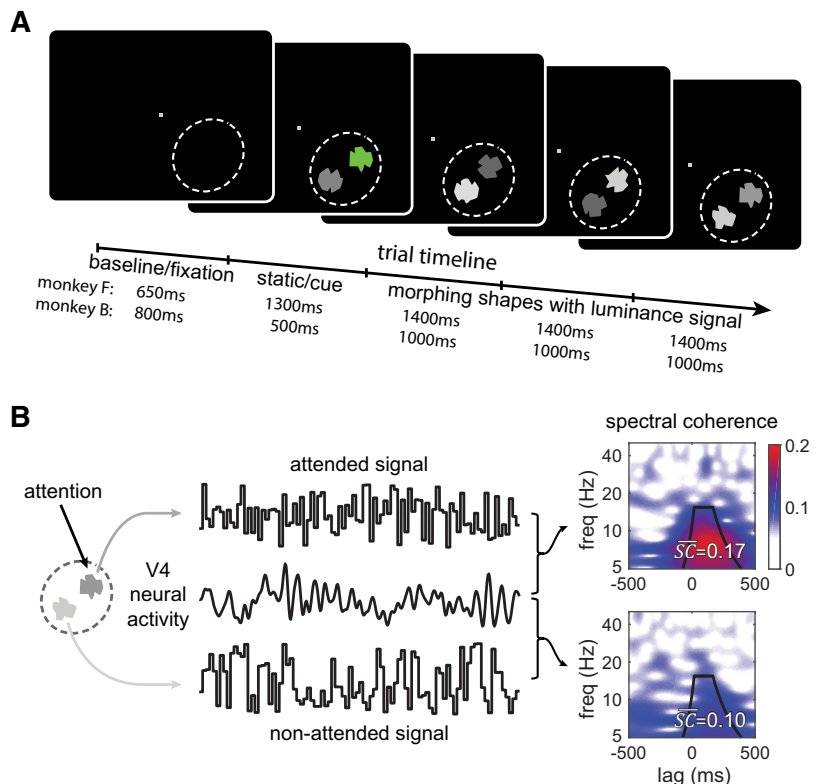 A
trial timeline
baseline/fixation
static/cue
morphing shapes with luminance signal
monkey F: 650ms 1300ms 1400ms 1400ms 1400ms
monkey B: 800ms 500ms 1000ms 1000ms 1000ms
B
spectral coherence
attended signal
attention
V4
neural
activity
non-attended signal
freq (Hz)
40
20
10
5
-500 0 500
SC=0.17
0.2
0.1
0
freq (Hz)
40
20
10
5
-500 0 500
SC=0.10
lag (ms)